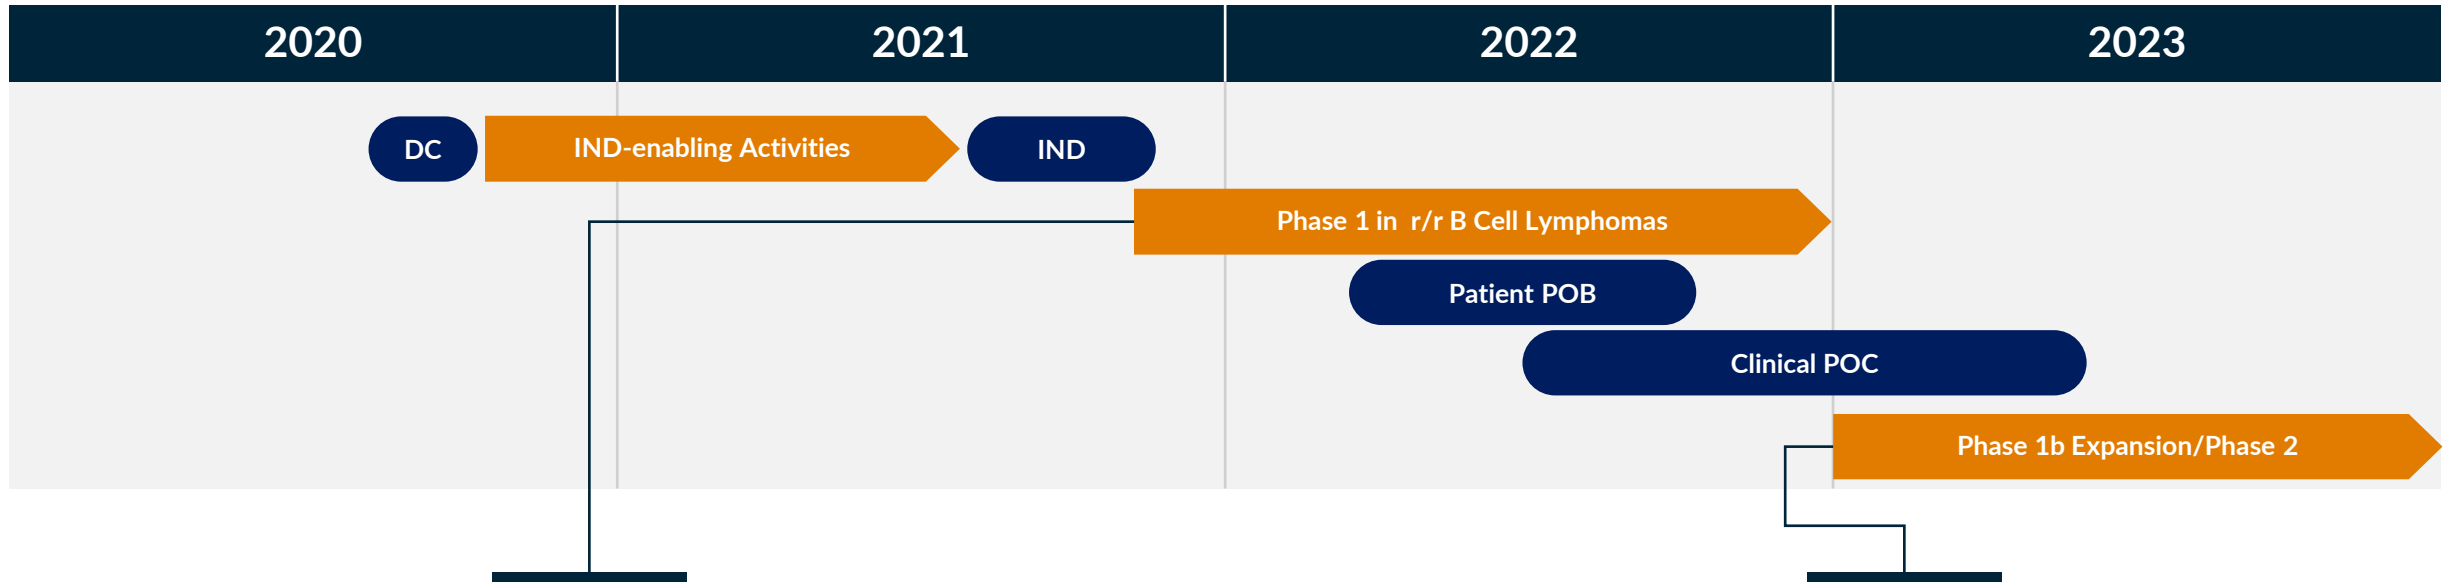 2020 2021 2022 2023
DC IND-enabling Activities IND
Phase 1 in r/r B Cell Lymphomas
Patient POB
Clinical POC
Phase 1b Expansion/Phase 2